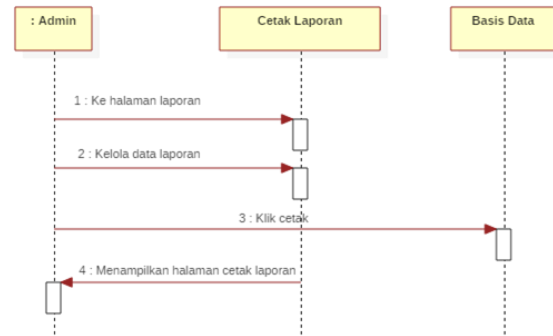 : Admin
Cetak Laporan
Basis Data
1 : Ke halaman laporan
2 : Kelola data laporan
3 : Klik cetak
4 : Menampilkan halaman cetak laporan